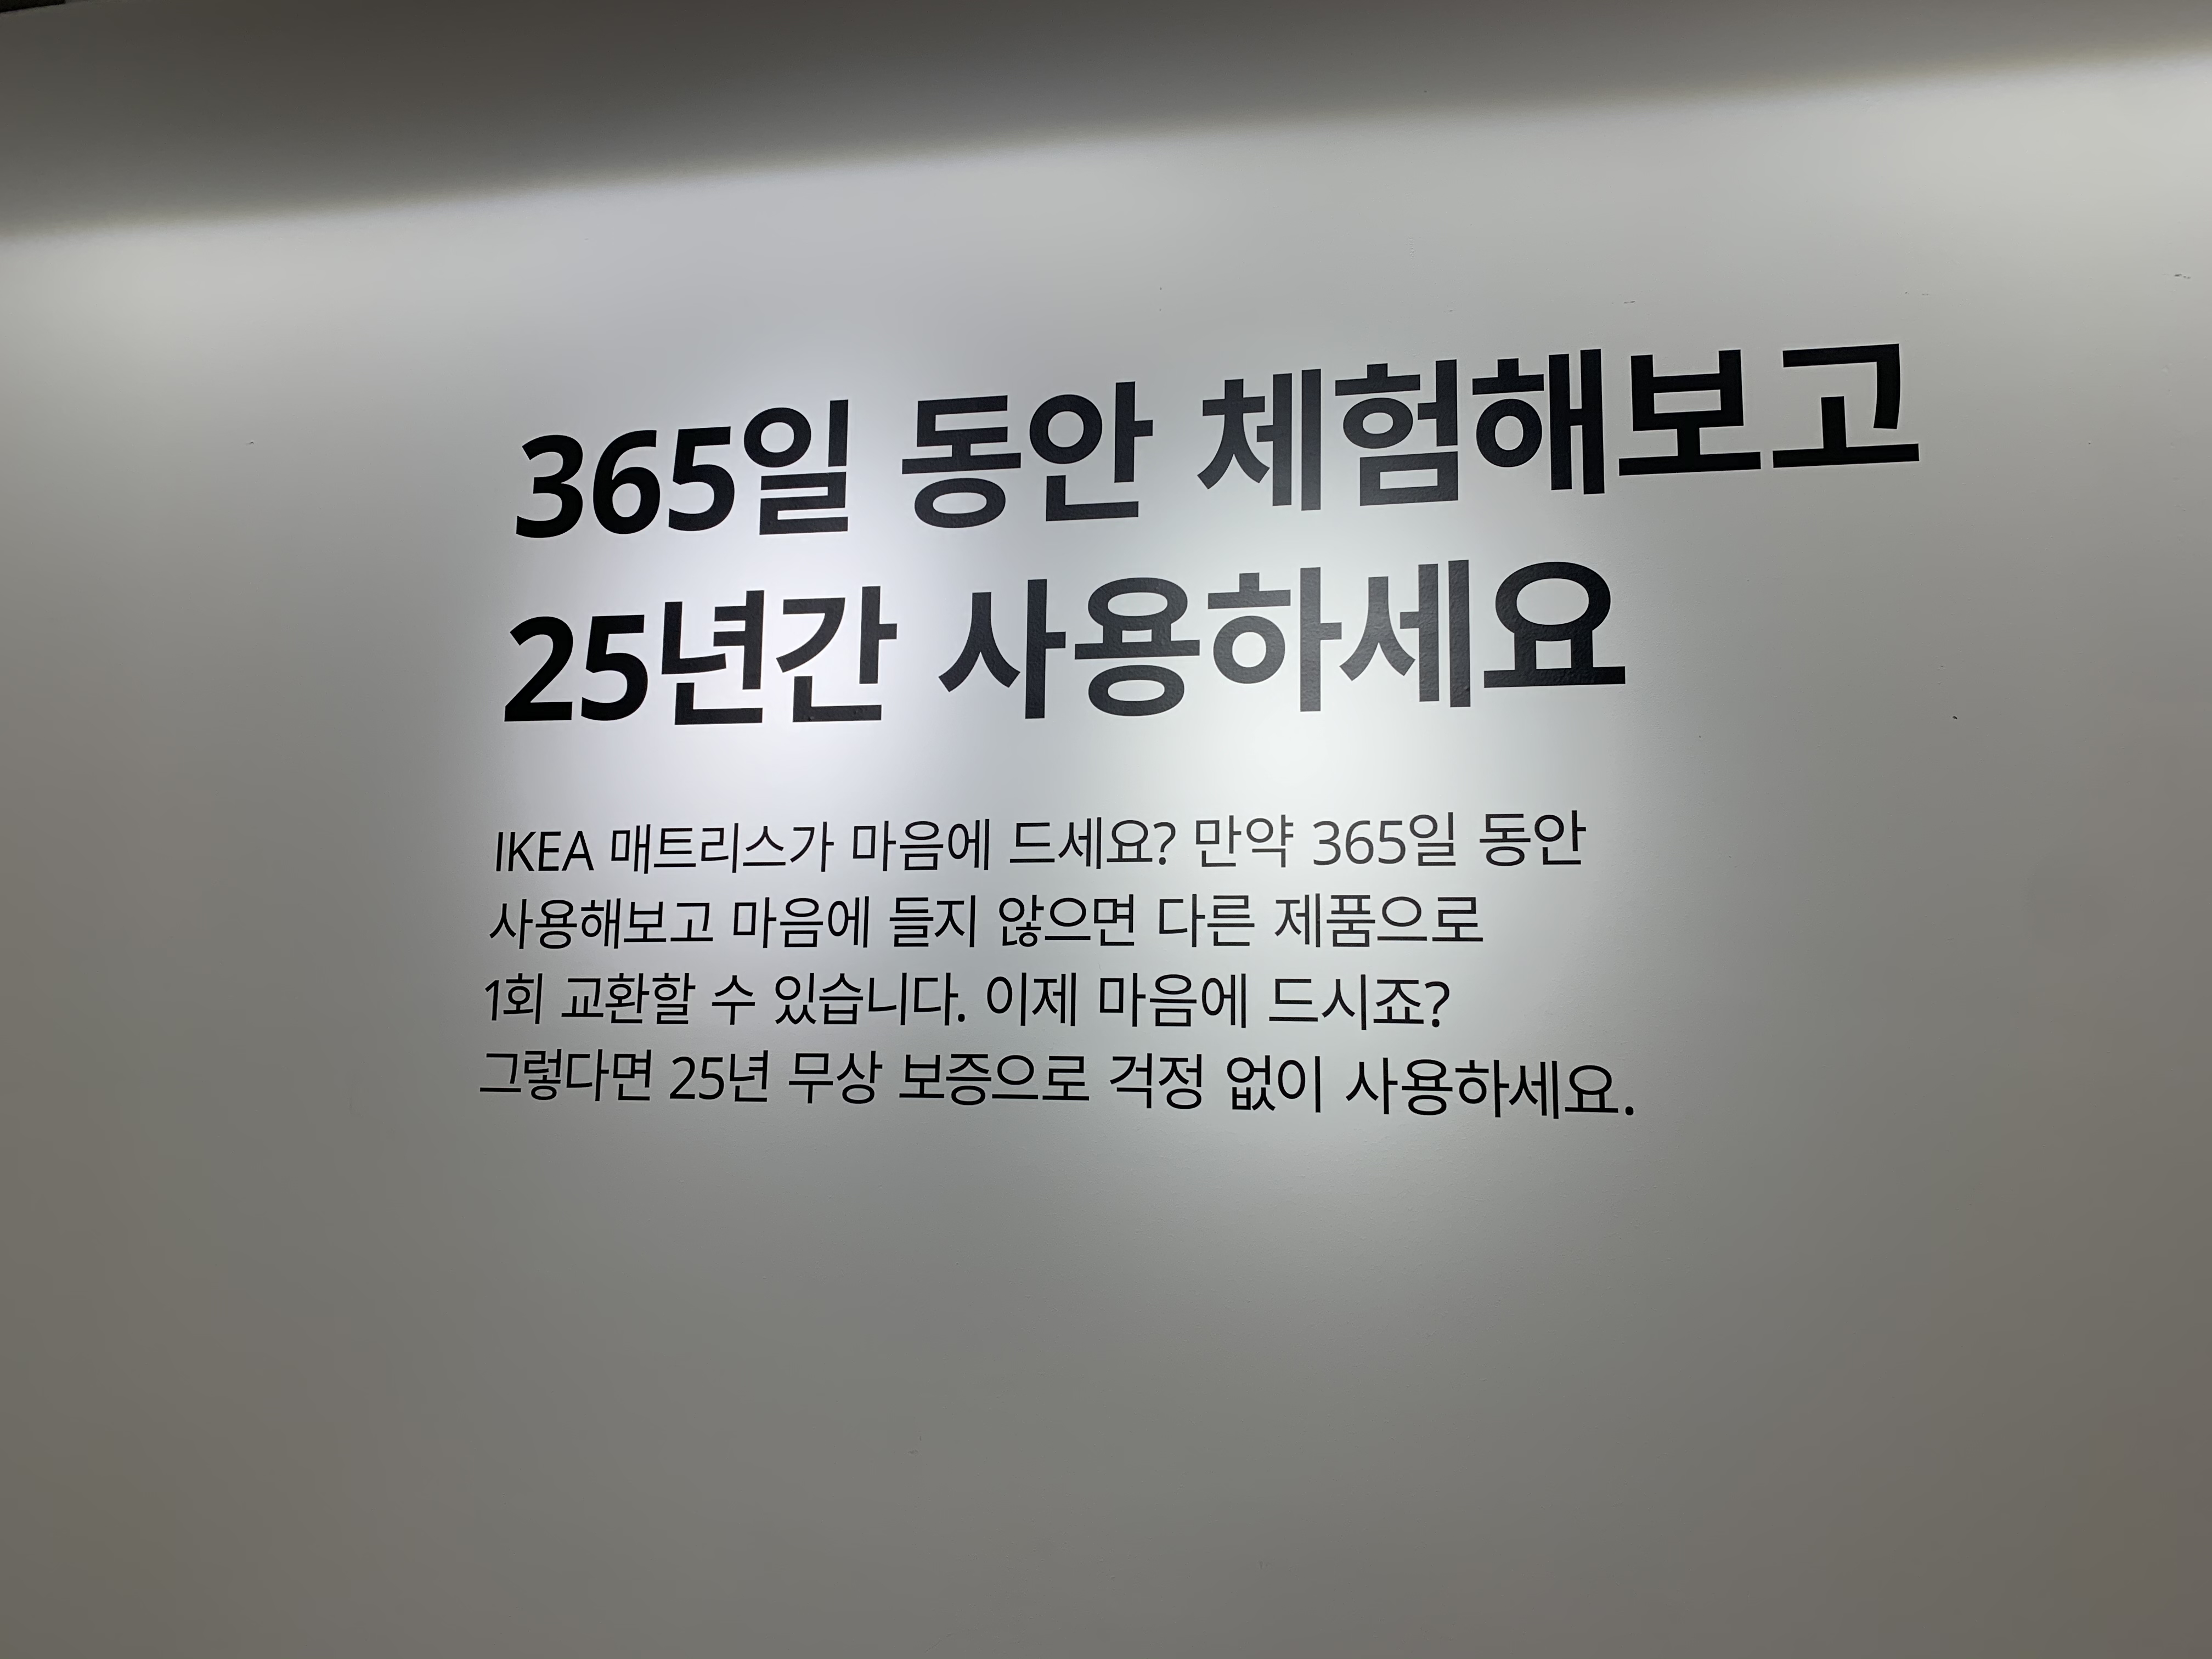 365일 동안 체험해보고
25년간 사용하세요
IKEA 매트리스가 마음에 드세요? 만약 365일 동안
사용해보고 마음에 들지 않으면 다른 제품으로
1회 교환할 수 있습니다. 이제 마음에 드시죠?
그렇다면 25년 무상 보증으로 걱정 없이 사용하세요.